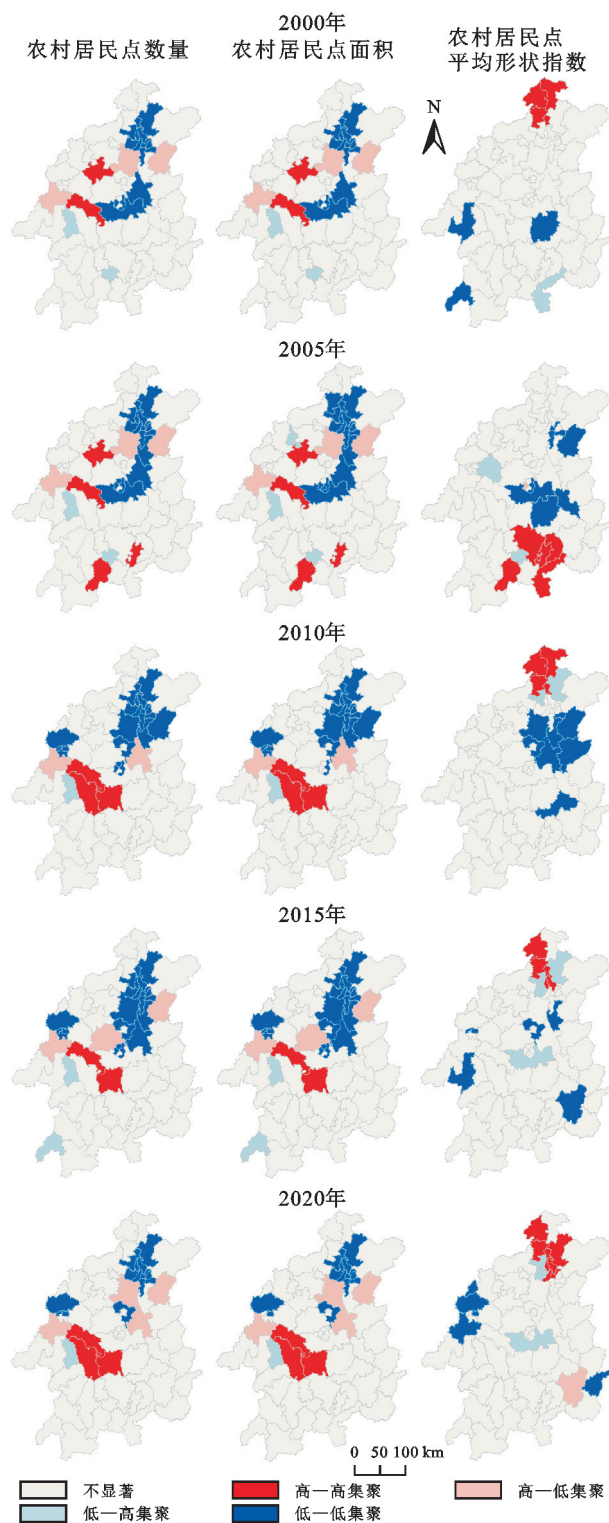 2000年
农村居民点数量
农村居民点面积
农村居民点
平均形状指数
N
2005年
2010年
2015年
2020年
0 50 100 km
不显著
高—高集聚
高—低集聚
低—高集聚
低—低集聚